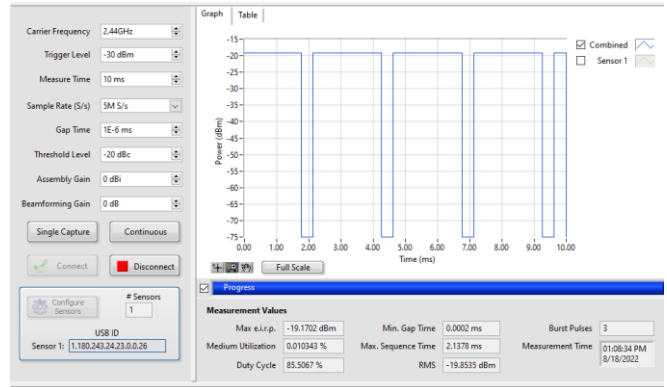 Carrier Frequency 2.44GHz
Trigger Level -30 dBm
Measure Time 10 ms
Sample Rate (S/s) 5M S/s
Gap Time 1E-6 ms
Threshold Level -20 dBc
Assembly Gain 0 dBi
Beamforming Gain 0 dB
Single Capture Continuous
Connect Disconnect
Configure Sensors
# Sensors
1
USB ID
Sensor 1: 1.180.243.24.23.0.0.26
Graph Table
Power (dBm)
-15
-20
-25
-30
-35
-40
-45
-50
-55
-60
-65
-70
-75
0.00 1.00 2.00 3.00 4.00 5.00 6.00 7.00 8.00 9.00 10.00
Time (ms)
Combined
Sensor 1
Full Scale
Progress
Measurement Values
Max e.i.r.p. -19.1702 dBm Min. Gap Time 0.0002 ms Burst Pulses 3
Medium Utilization 0.010343 % Max. Sequence Time 2.1378 ms Measurement Time 01:08:34 PM
8/18/2022
Duty Cycle 85.5067 % RMS -19.8535 dBm